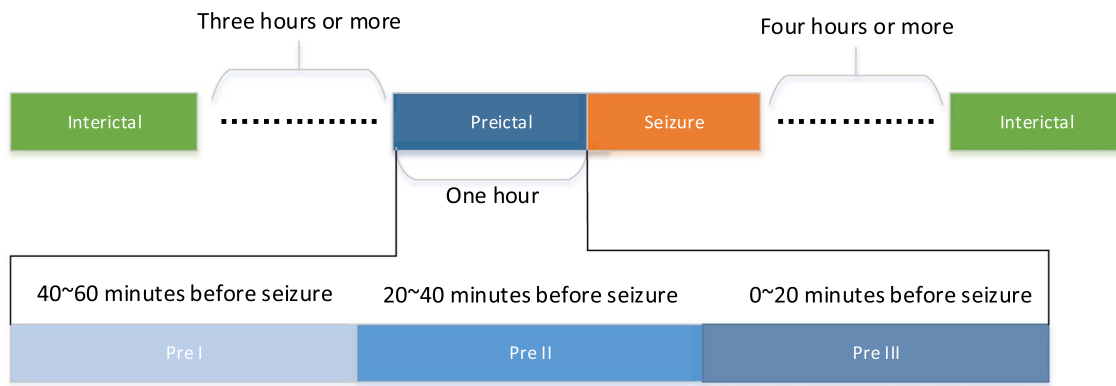 Three hours or more
Four hours or more
Interictal
Preictal
Seizure
Interictal
One hour
40~60 minutes before seizure
20~40 minutes before seizure
0~20 minutes before seizure
Pre I
Pre II
Pre III